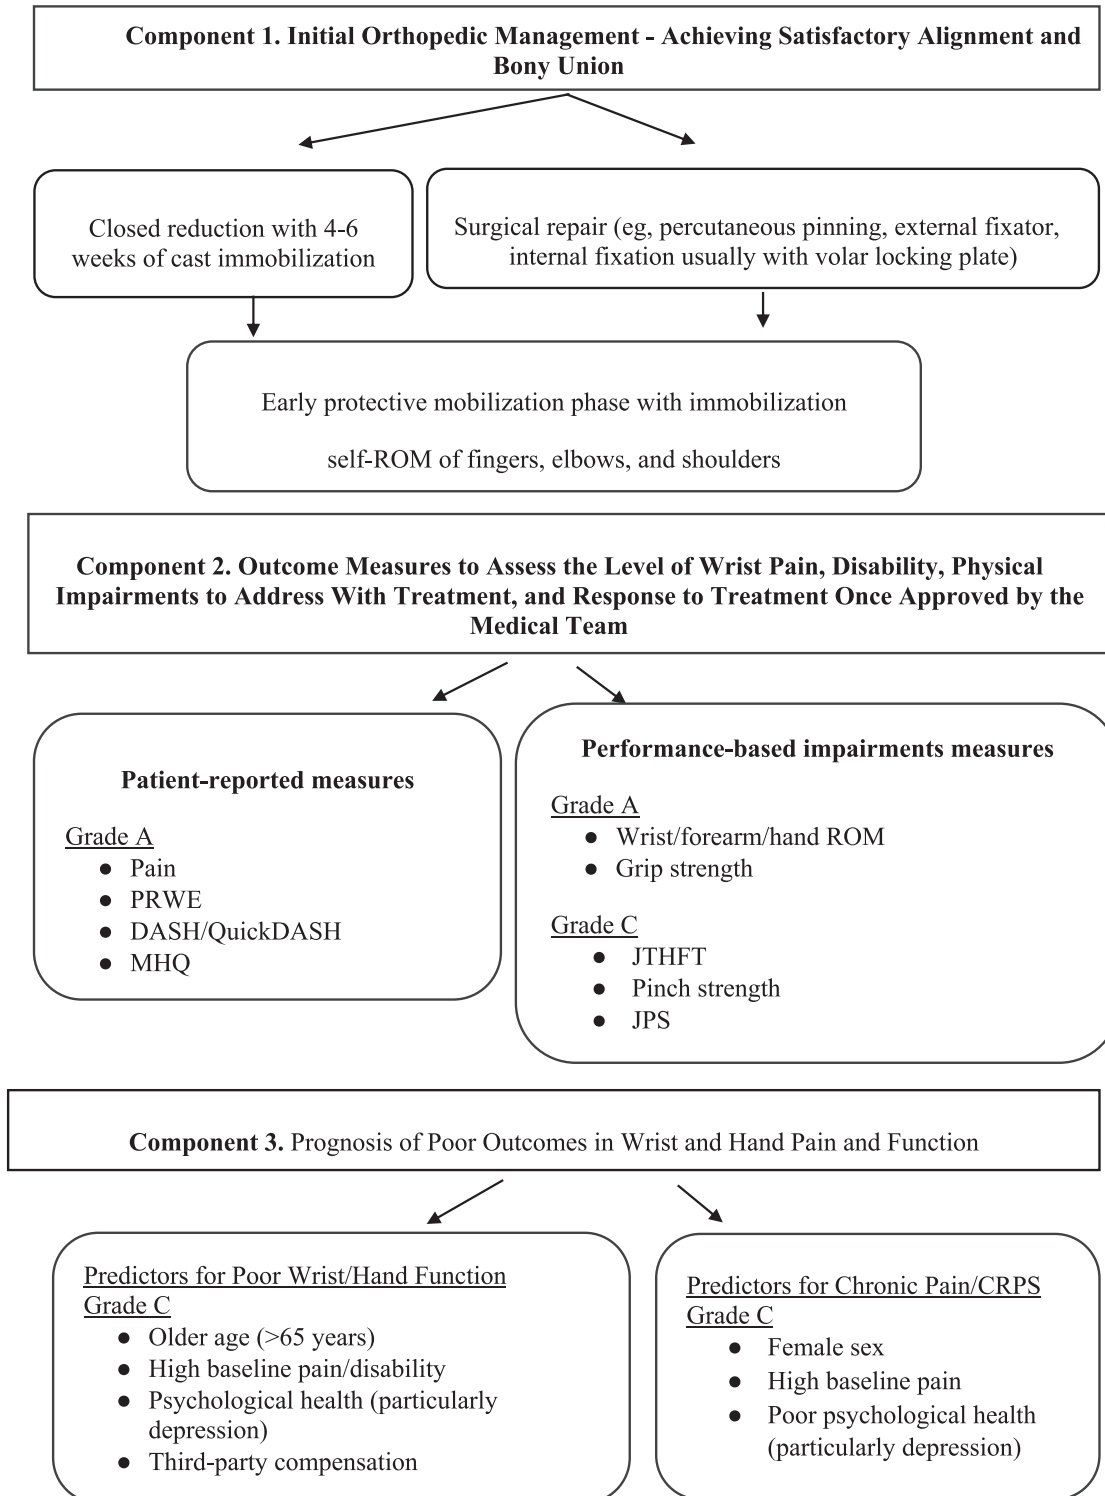 Component 1. Initial Orthopedic Management - Achieving Satisfactory Alignment and
Bony Union
Closed reduction with 4-6
weeks of cast immobilization
Surgical repair (eg, percutaneous pinning, external fixator,
internal fixation usually with volar locking plate)
Early protective mobilization phase with immobilization
self-ROM of fingers, elbows, and shoulders
Component 2. Outcome Measures to Assess the Level of Wrist Pain, Disability, Physical
Impairments to Address With Treatment, and Response to Treatment Once Approved by the
Medical Team
Patient-reported measures
Grade A
● Pain
● PRWE
● DASH/QuickDASH
● MHQ
Performance-based impairments measures
Grade A
● Wrist/forearm/hand ROM
● Grip strength
Grade C
● JTHFT
● Pinch strength
● JPS
Component 3. Prognosis of Poor Outcomes in Wrist and Hand Pain and Function
Predictors for Poor Wrist/Hand Function
Grade C
● Older age (>65 years)
● High baseline pain/disability
● Psychological health (particularly
depression)
● Third-party compensation
Predictors for Chronic Pain/CRPS
Grade C
● Female sex
● High baseline pain
● Poor psychological health
(particularly depression)